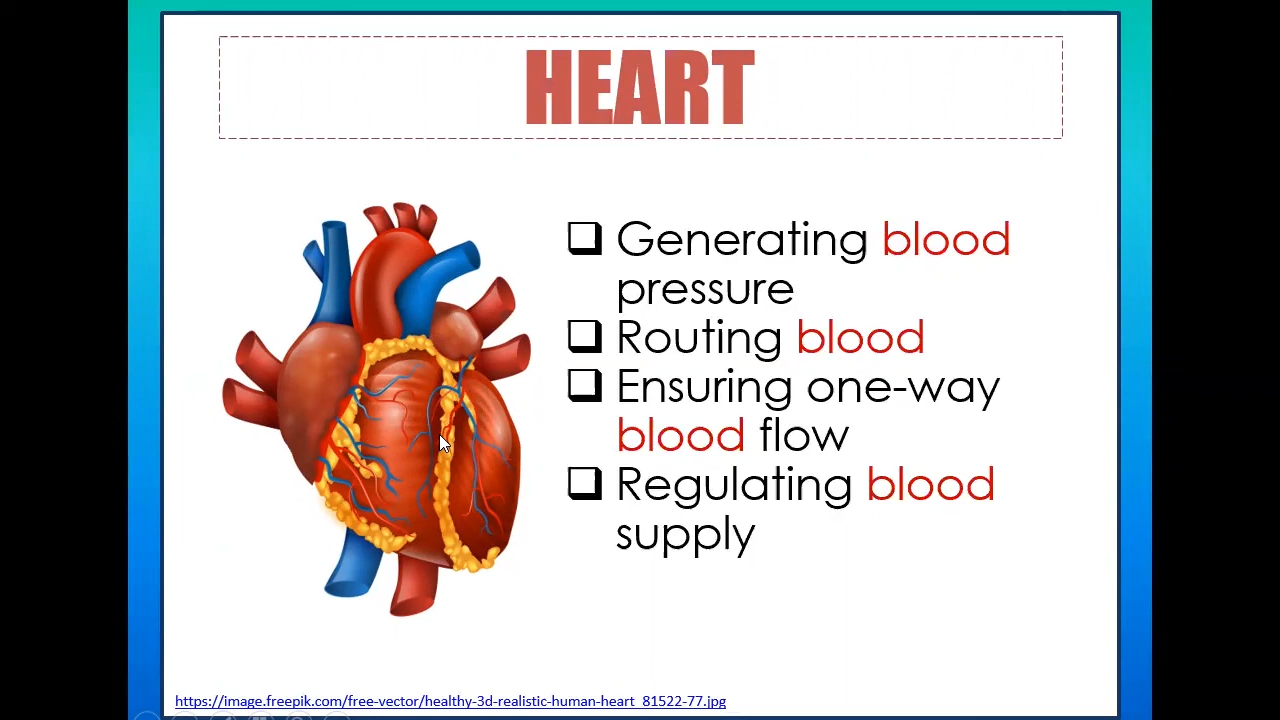 HEART
Generating blood
pressure
Routing blood
Ensuring one-way
blood flow
Regulating blood
supply
https://image.freepik.com/free-vector/healthy-3d-realistic-human-heart_81522-77.jpg